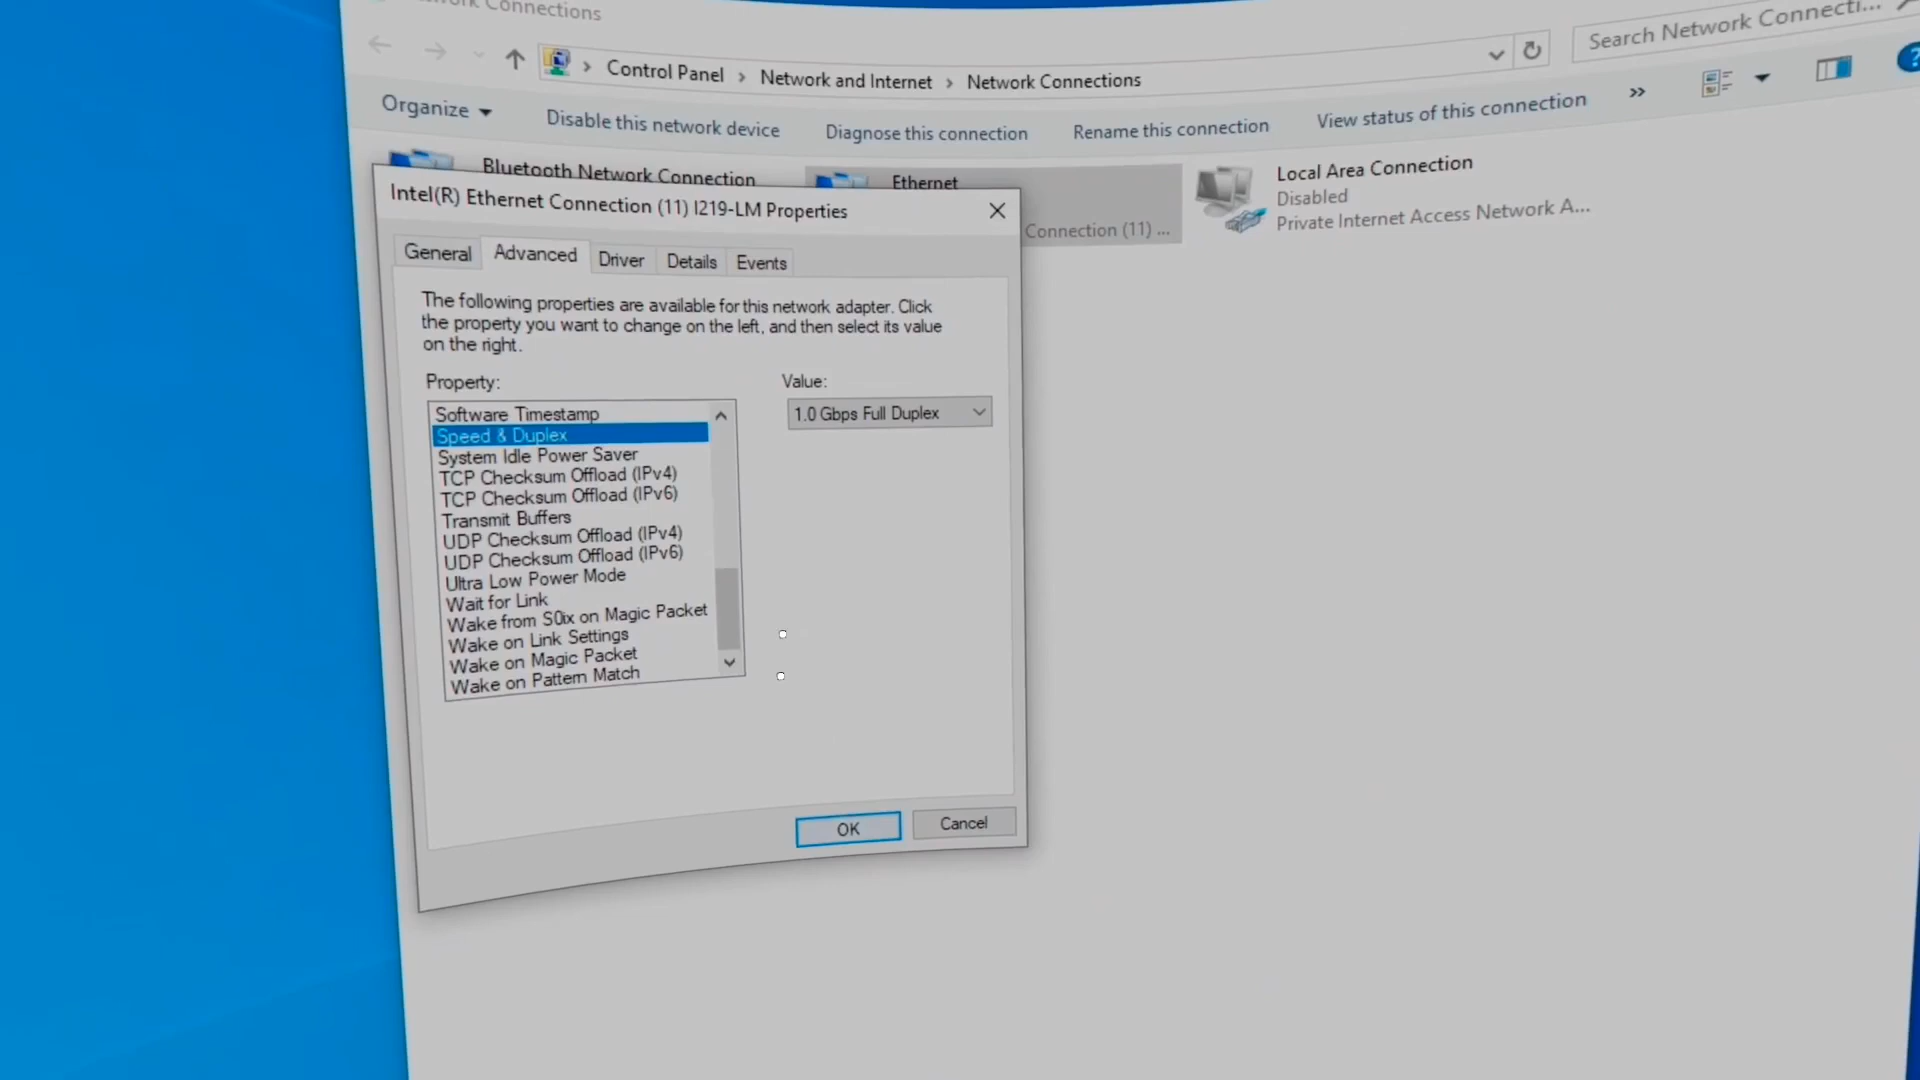 Connections
Control Panel > Network and Internet > Network Connections
Search Network Connecti...
Organize
Disable this network device
Diagnose this connection
Rename this connection
View status of this connection
»
Bluetooth Network Connection
Ethernet
Connection (11) ...
Local Area Connection
Disabled
Private Internet Access Network A...
Intel(R) Ethernet Connection (11) I219-LM Properties
General
Advanced
Driver
Details
Events
The following properties are available for this network adapter. Click
the property you want to change on the left, and then select its value
on the right.
Property:
Value:
Software Timestamp
Speed & Duplex
System Idle Power Saver
TCP Checksum Offload (IPv4)
TCP Checksum Offload (IPv6)
Transmit Buffers
UDP Checksum Offload (IPv4)
UDP Checksum Offload (IPv6)
Ultra Low Power Mode
Wait for Link
Wake from S0ix on Magic Packet
Wake on Link Settings
Wake on Magic Packet
Wake on Pattern Match
1.0 Gbps Full Duplex
OK
Cancel